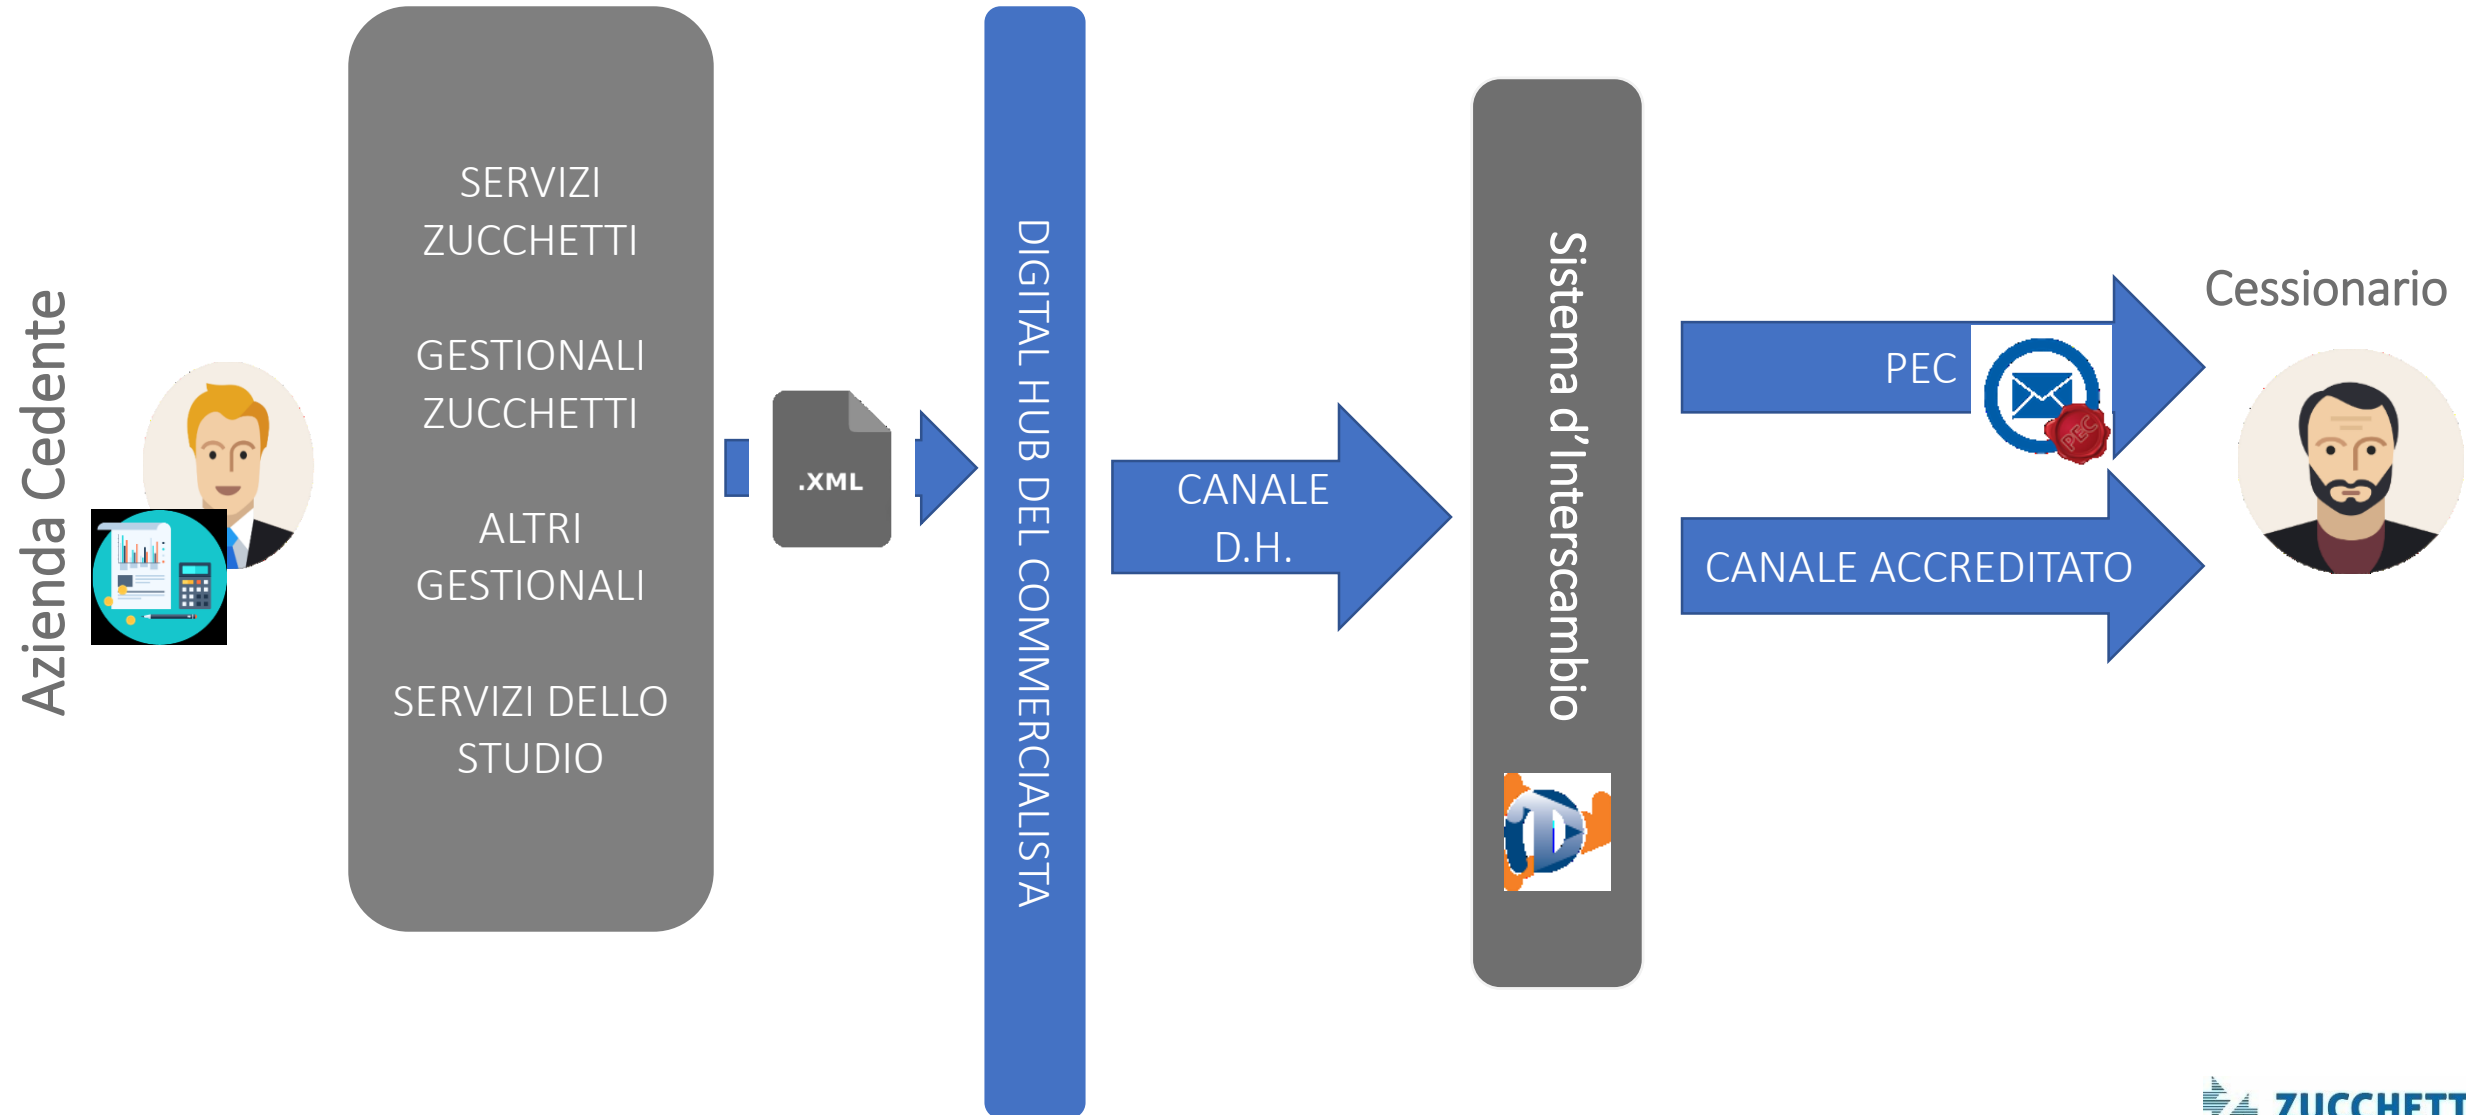 Azienda Cedente
SERVIZI
ZUCCHETTI
GESTIONALI
ZUCCHETTI
ALTRI
GESTIONALI
SERVIZI DELLO
STUDIO
.XML
DIGITAL HUB DEL COMMERCIALISTA
CANALE
D.H.
Sistema d'Interscambio
PEC
PEC
CANALE ACCREDITATO
Cessionario
ZUCCHETT